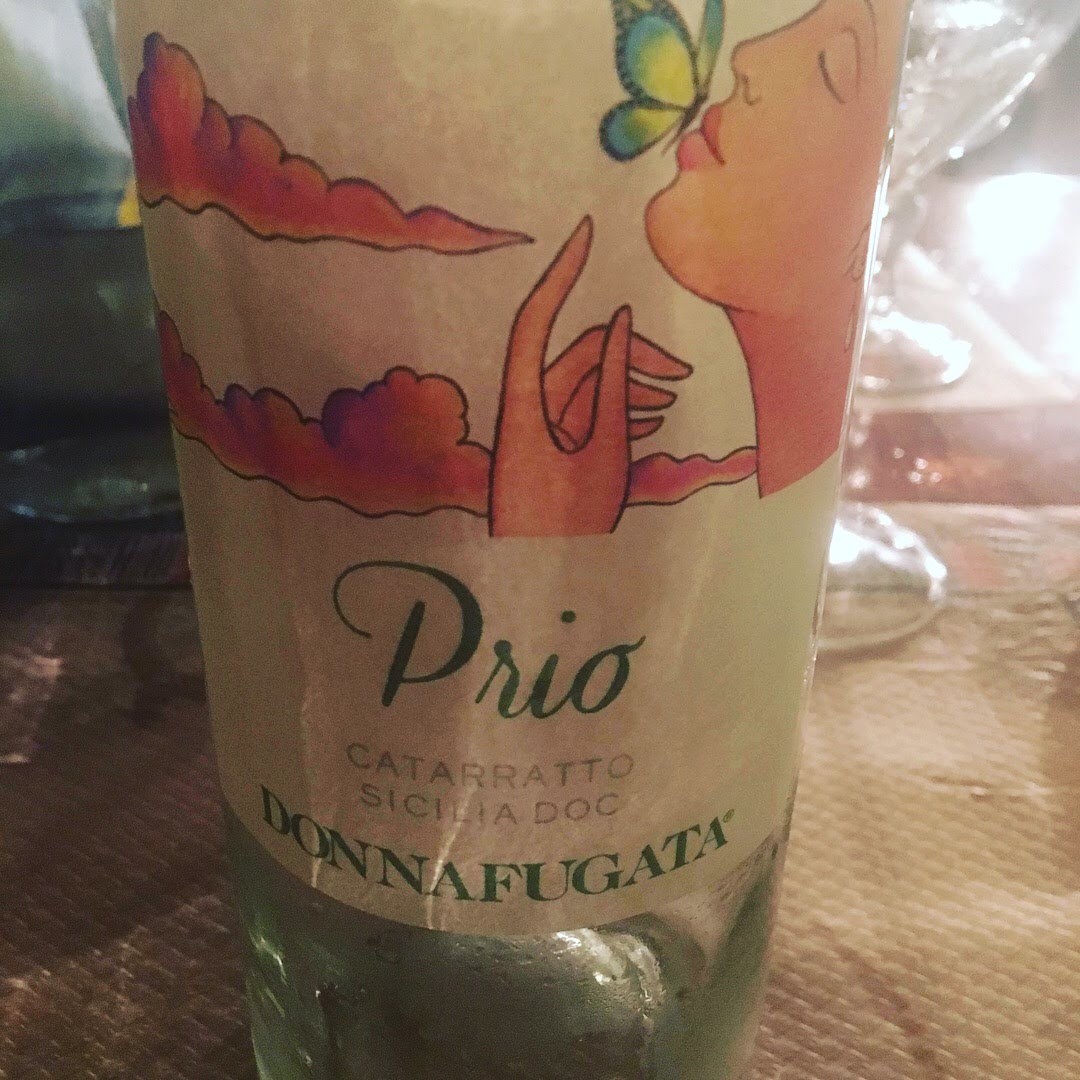 Prio
CATARRATTO
SICILIA DOC
DONNAFUGATA®